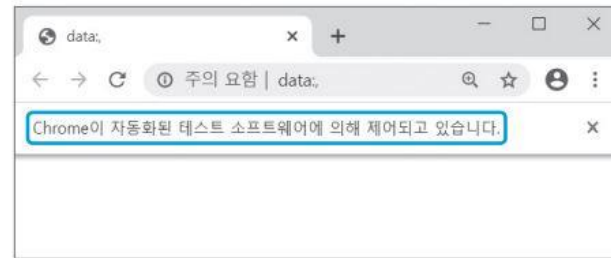 data:,
주의 요함 | data:,
Chrome이 자동화된 테스트 소프트웨어에 의해 제어되고 있습니다.